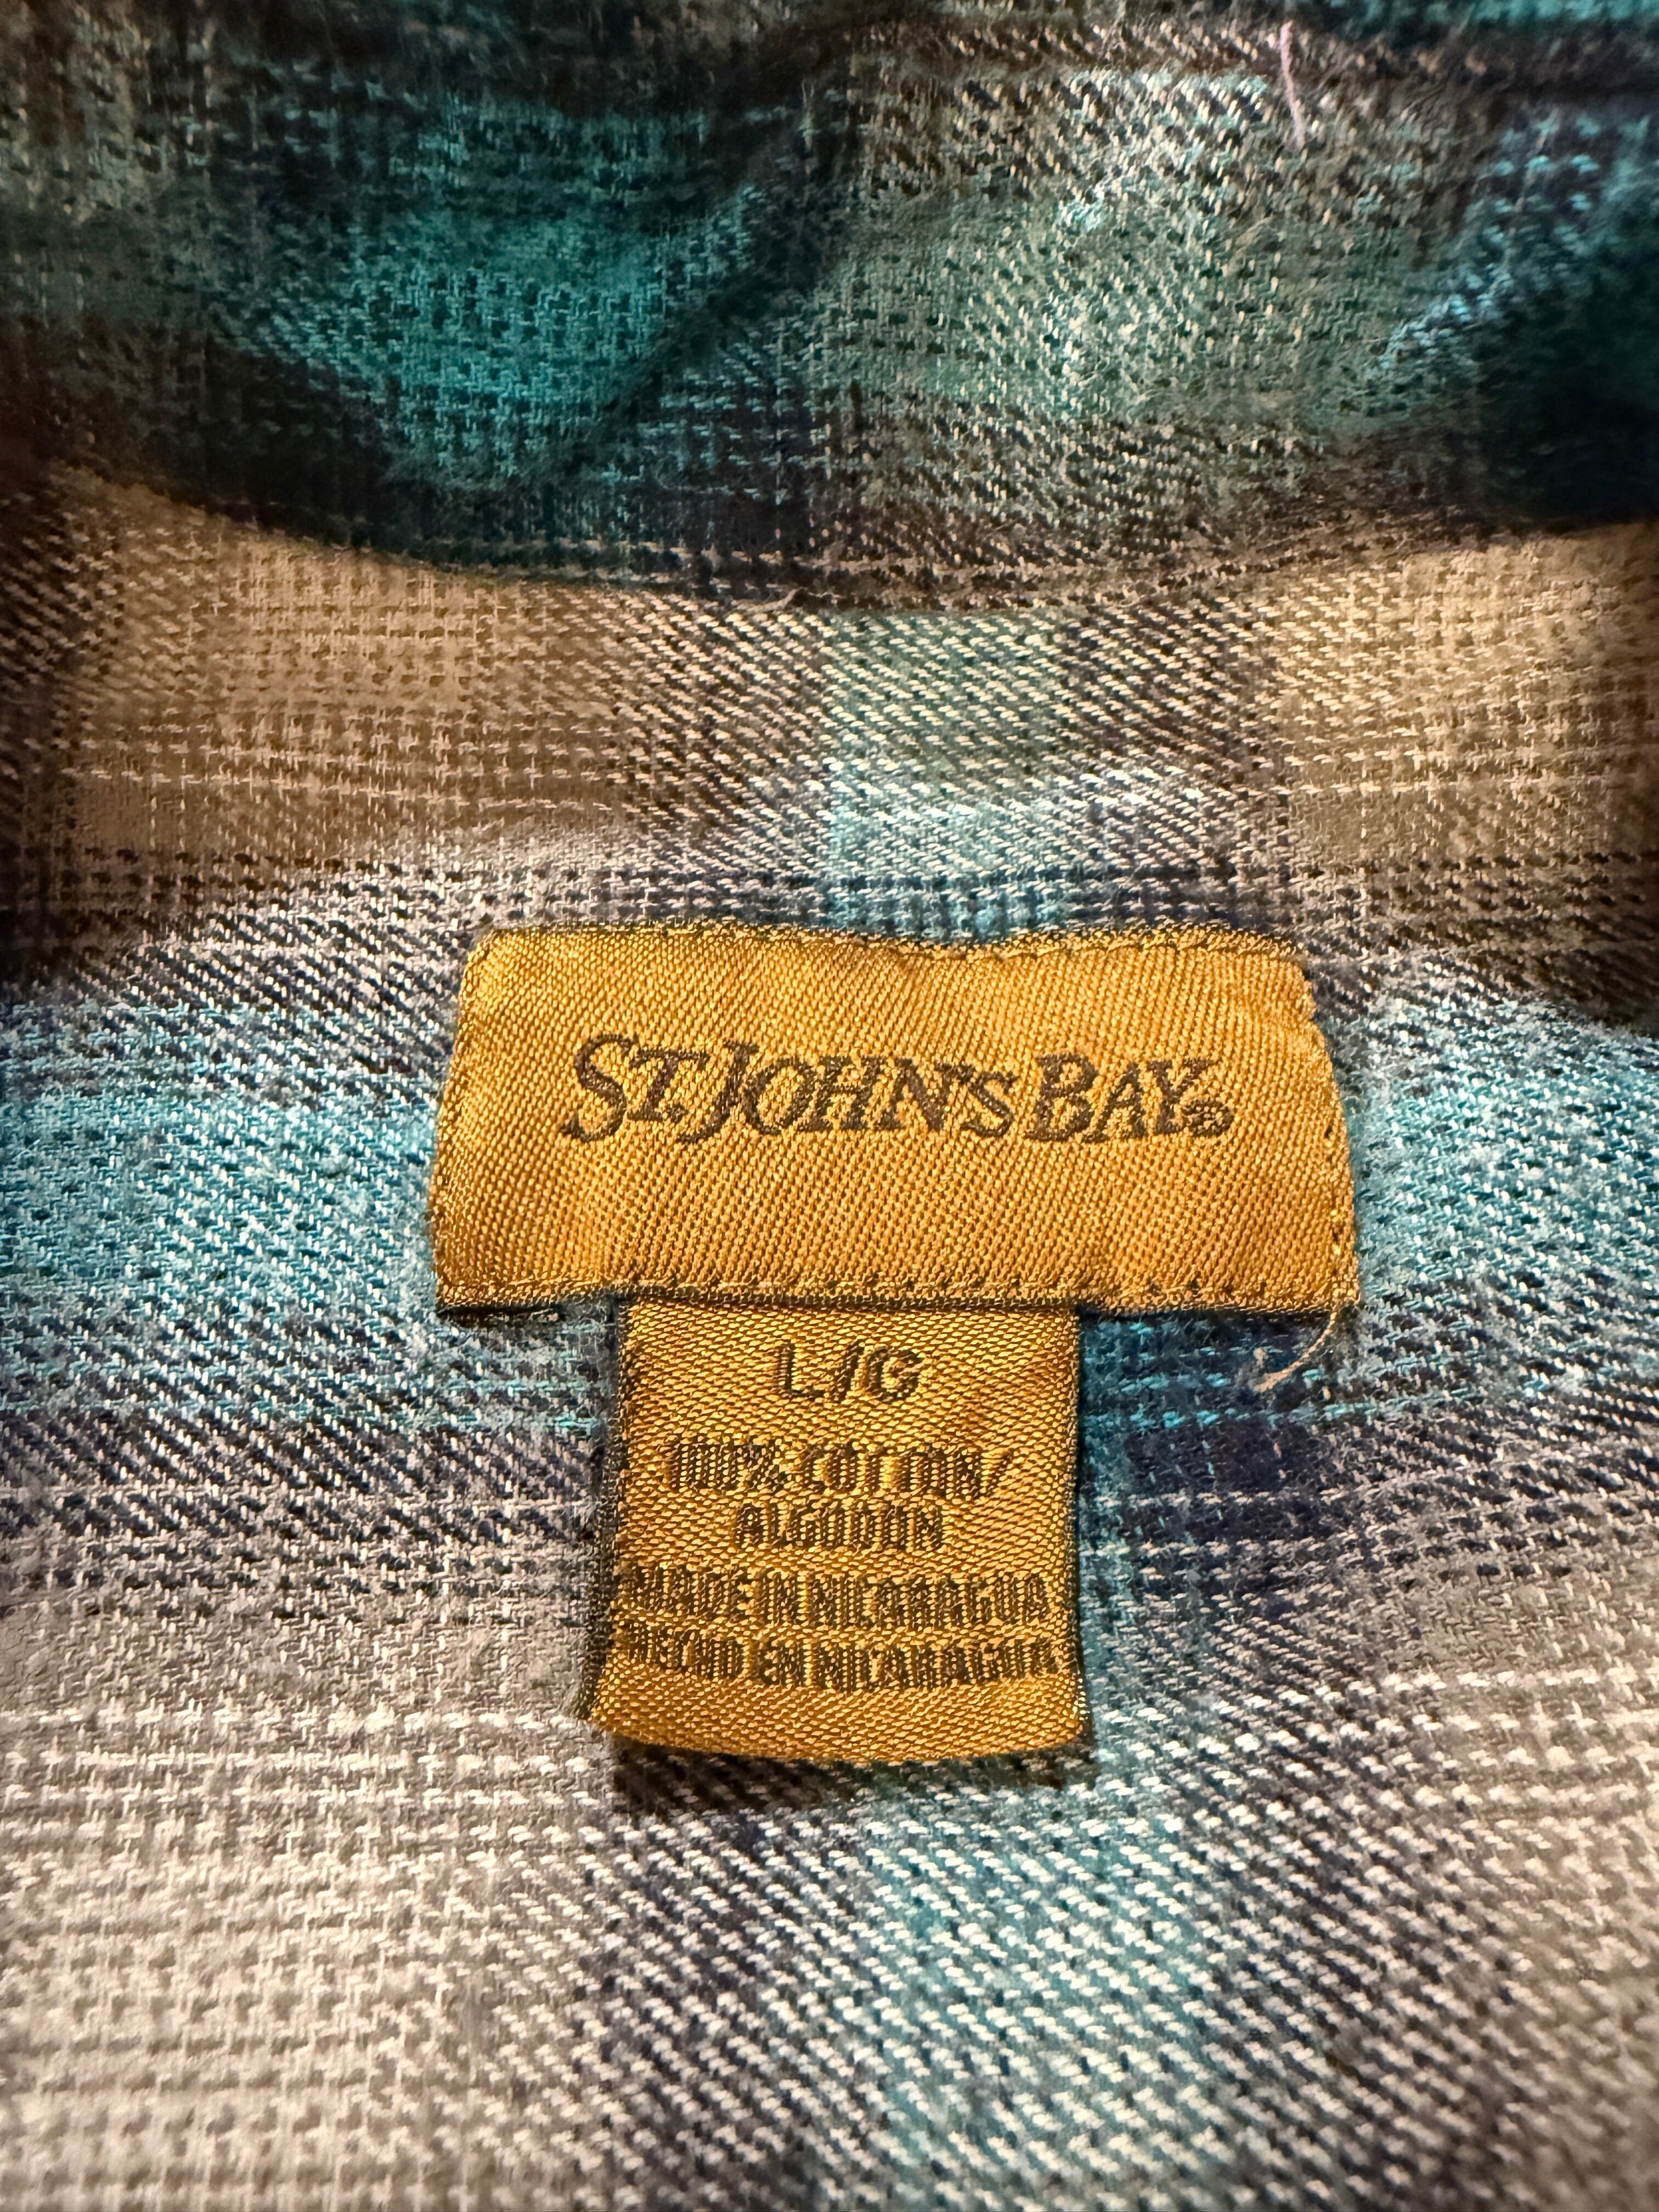 ST. JOHN'S BAY®
L/G
100% COTTON/
ALGODON
MADE IN NICARAGUA
HECHO EN NICARAGUA